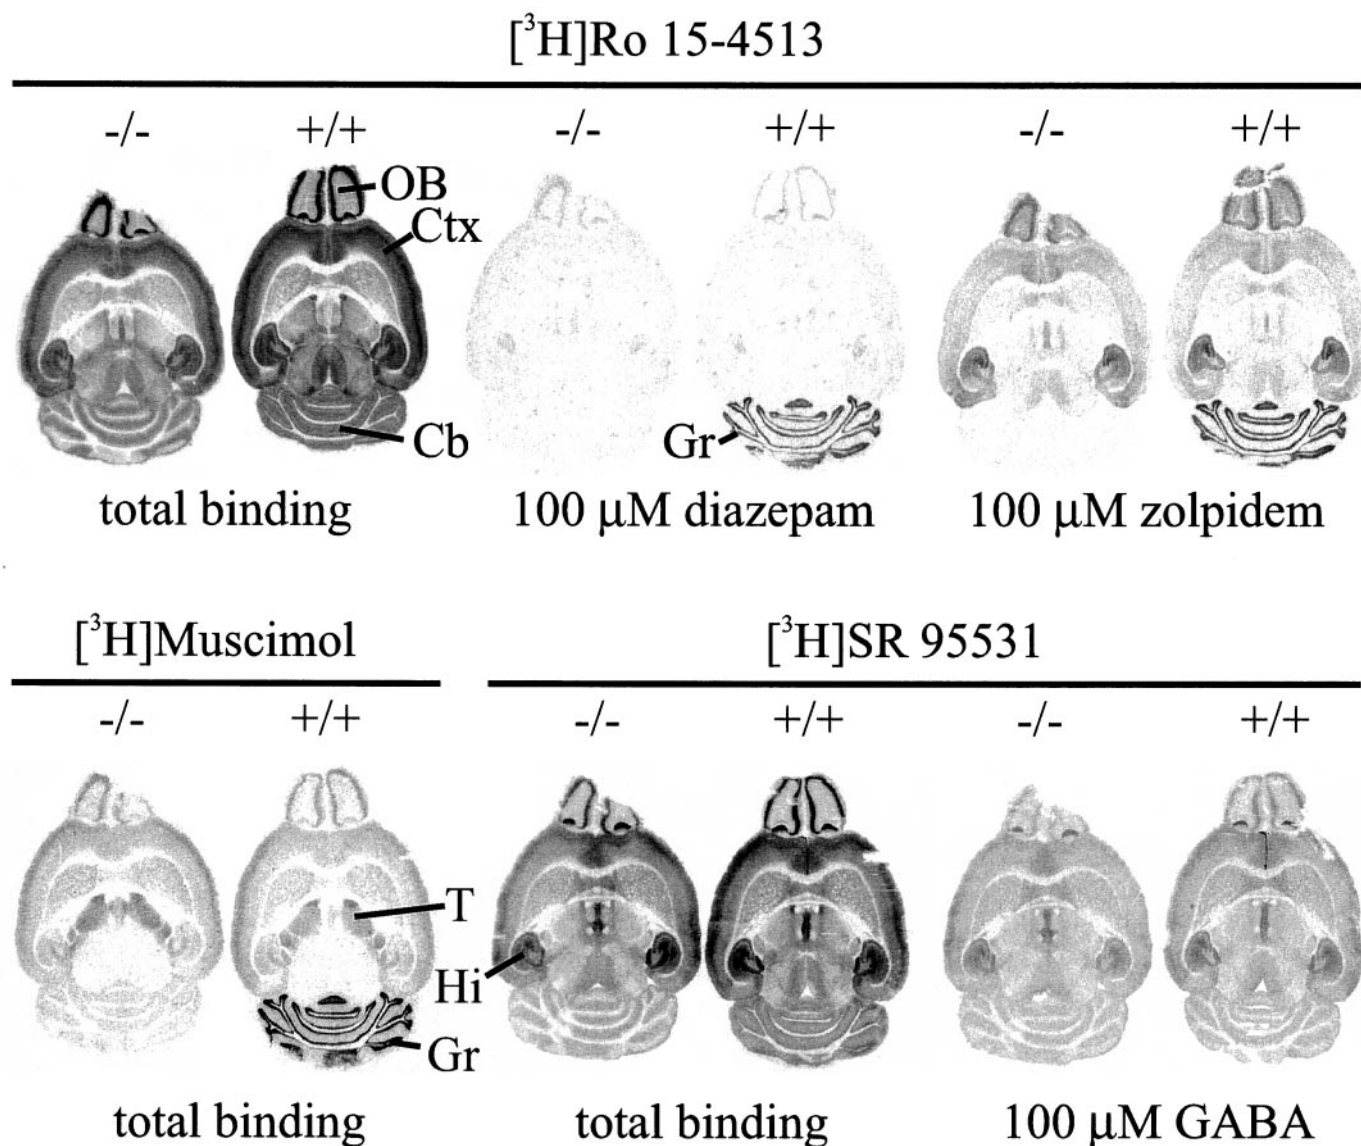 [³H]Ro 15-4513
-/- +/+ -/- +/+ -/- +/+
OB
Ctx
Cb
Gr
total binding 100 μM diazepam 100 μM zolpidem
[³H]Muscimol [³H]SR 95531
-/- +/+ -/- +/+ -/- +/+
T
Hi
Gr
total binding total binding 100 μM GABA